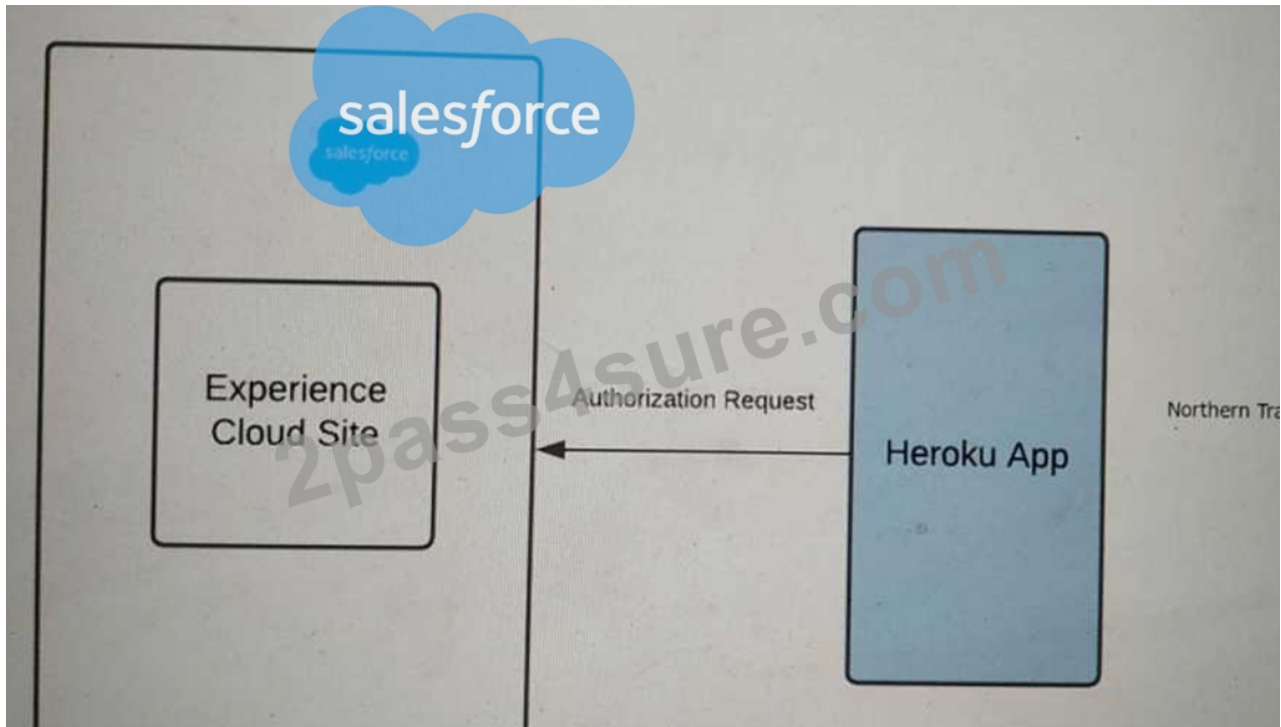 salesforce
salesforce
Experience
Cloud Site
Authorization Request
Heroku App
Northern Tra
2pass4sure.com